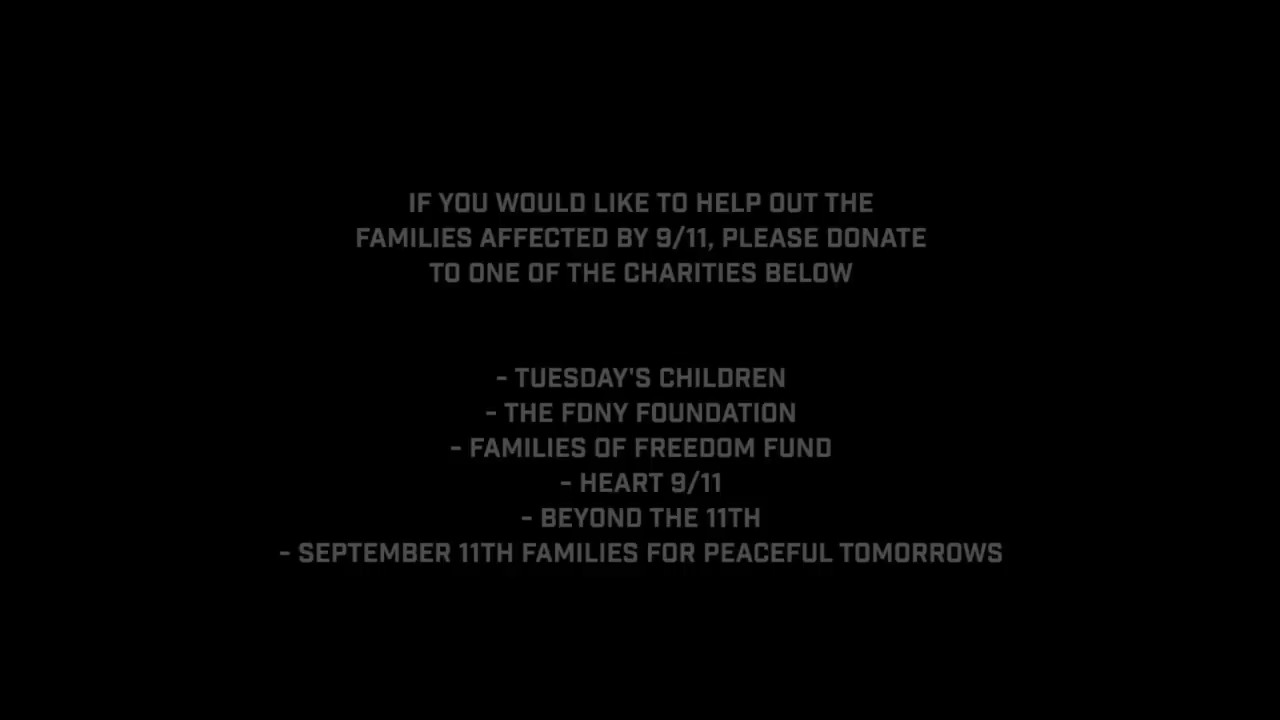 IF YOU WOULD LIKE TO HELP OUT THE
FAMILIES AFFECTED BY 9/11, PLEASE DONATE
TO ONE OF THE CHARITIES BELOW
- TUESDAY'S CHILDREN
- THE FDNY FOUNDATION
- FAMILIES OF FREEDOM FUND
- HEART 9/11
- BEYOND THE 11TH
- SEPTEMBER 11TH FAMILIES FOR PEACEFUL TOMORROWS